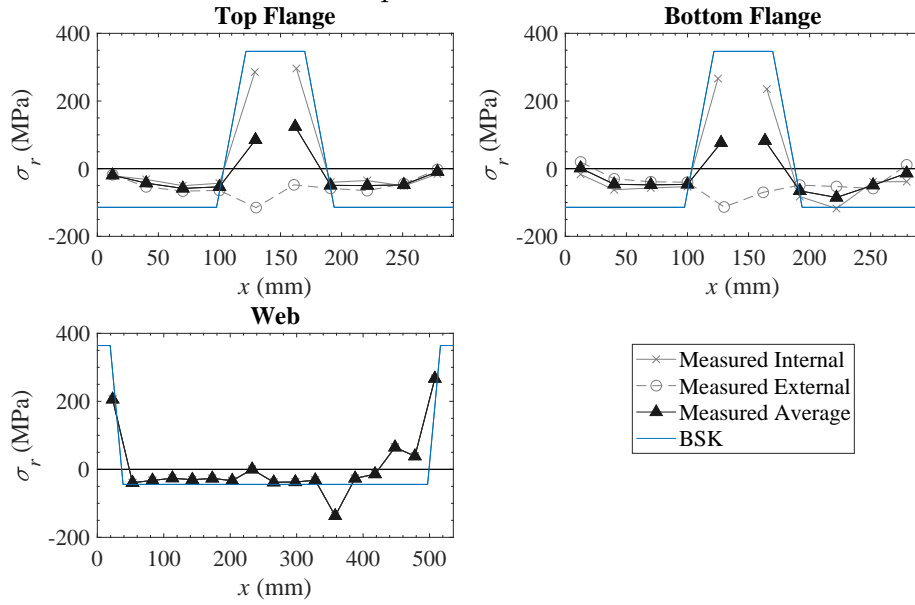 Top Flange
400
200
0
-200
σr (MPa)
0 50 100 150 200 250
x (mm)
Bottom Flange
400
200
0
-200
σr (MPa)
0 50 100 150 200 250
x (mm)
Web
400
200
0
-200
σr (MPa)
0 100 200 300 400 500
x (mm)
Measured Internal
Measured External
Measured Average
BSK